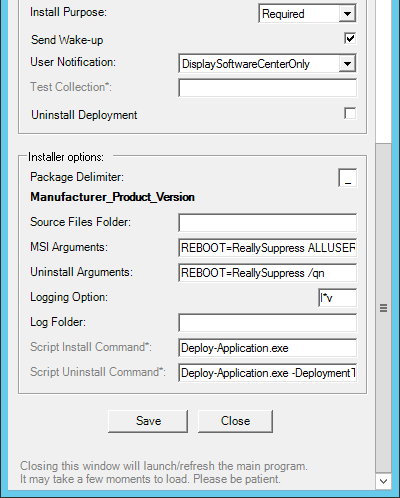 Install Purpose: Required
Send Wake-up
User Notification: DisplaySoftwareCenterOnly
Test Collection*:
Uninstall Deployment
Installer options:
Package Delimiter: _
Manufacturer_Product_Version
Source Files Folder:
MSI Arguments: REBOOT=ReallySuppress ALLUSER
Uninstall Arguments: REBOOT=ReallySuppress /qn
Logging Option: l*v
Log Folder:
Script Install Command*: Deploy-Application.exe
Script Uninstall Command*: Deploy-Application.exe -DeploymentT
Save Close
Closing this window will launch/refresh the main program.
It may take a few moments to load. Please be patient.